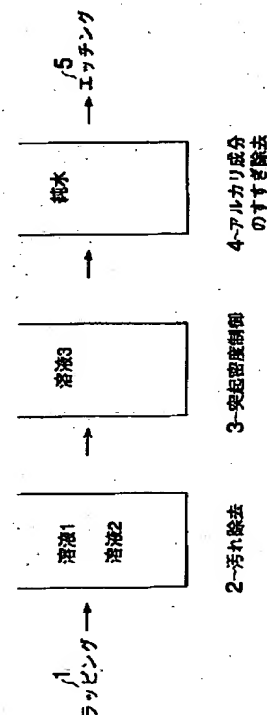 1
ラッピング
溶液1
溶液2
2~汚れ除去
溶液3
3~突起密度制御
純水
4~アルカリ成分
のすすぎ除去
5
エッチング